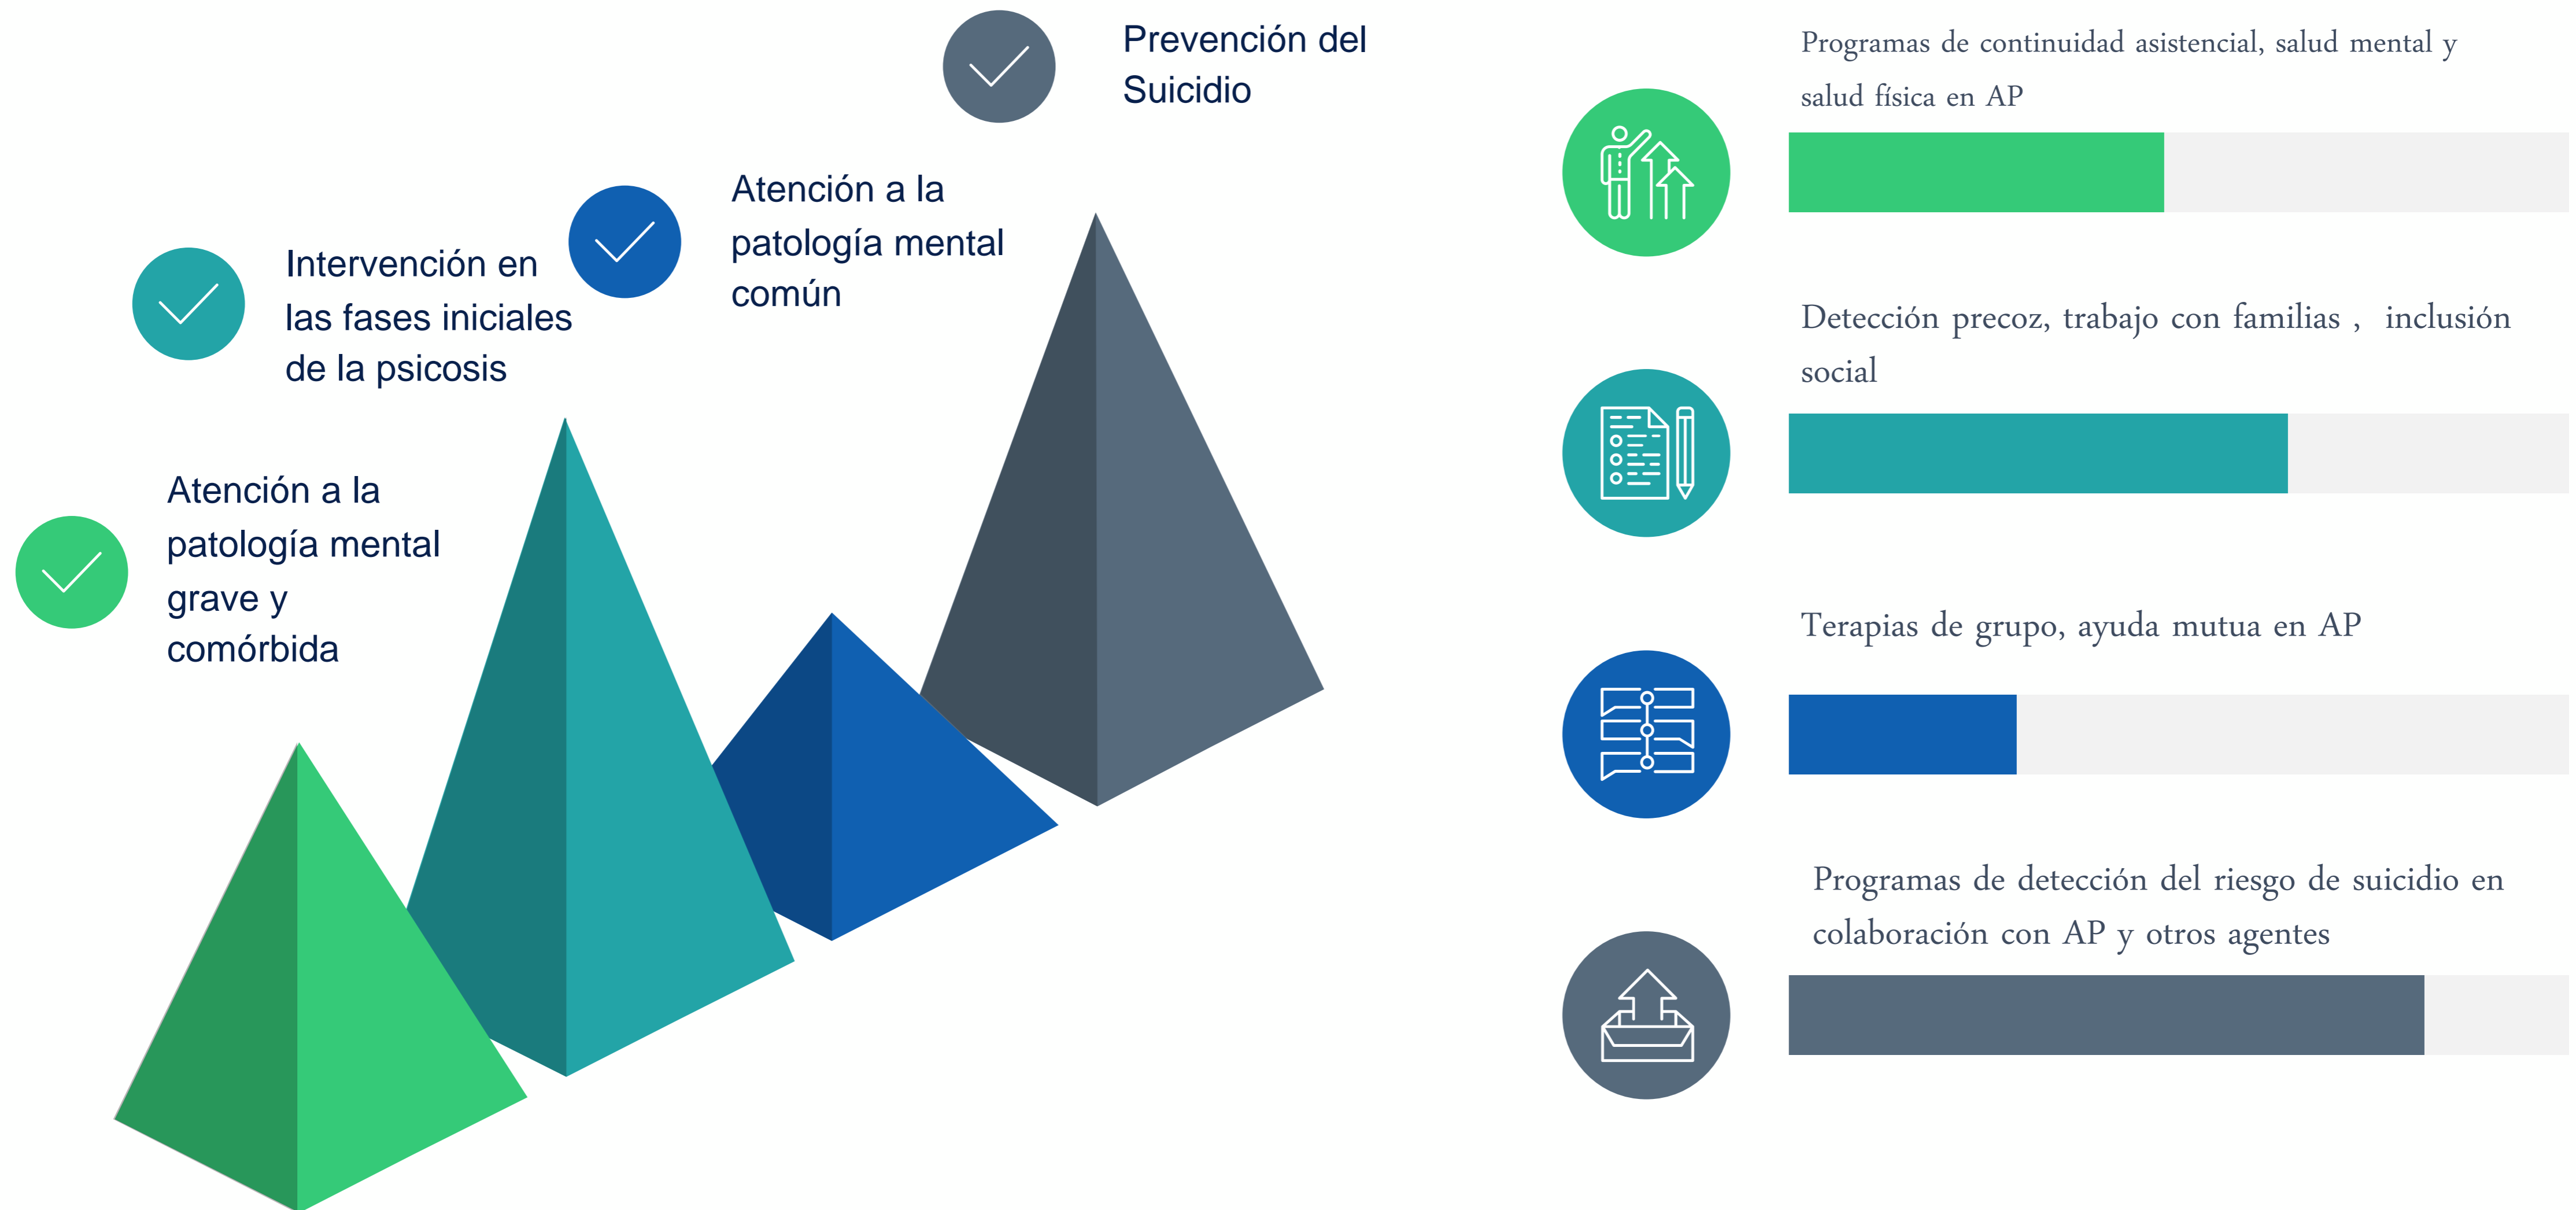 Prevención del
Suicidio
Atención a la
patología mental
común
Intervención en
las fases iniciales
de la psicosis
Atención a la
patología mental
grave y
comórbida
Programas de continuidad asistencial, salud mental y
salud física en AP
Detección precoz, trabajo con familias , inclusión
social
Terapias de grupo, ayuda mutua en AP
Programas de detección del riesgo de suicidio en
colaboración con AP y otros agentes